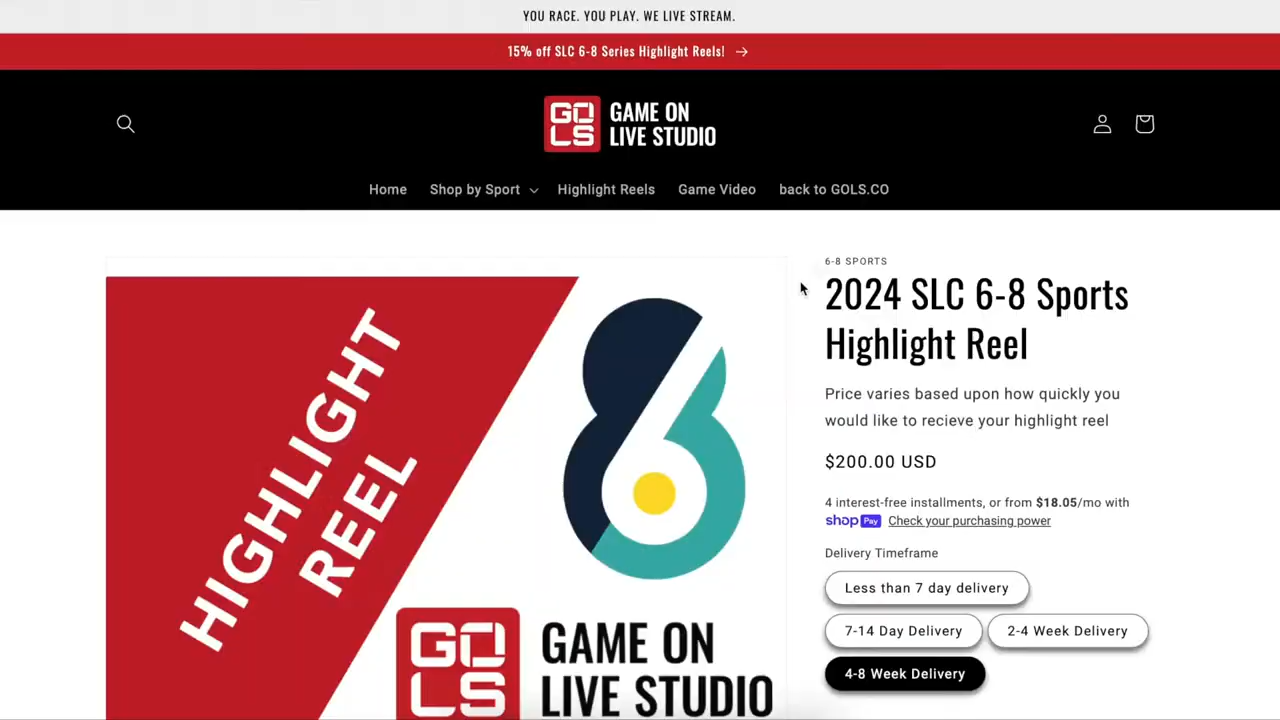 YOU RACE. YOU PLAY. WE LIVE STREAM.
15% off SLC 6-8 Series Highlight Reels! →
GOLS GAME ON LIVE STUDIO
Home Shop by Sport Highlight Reels Game Video back to GOLS.CO
HIGHLIGHT
REEL
GOLS
GAME ON
LIVE STUDIO
6-8 SPORTS
2024 SLC 6-8 Sports
Highlight Reel
Price varies based upon how quickly you
would like to recieve your highlight reel
$200.00 USD
4 interest-free installments, or from $18.05/mo with
shop Pay Check your purchasing power
Delivery Timeframe
Less than 7 day delivery
7-14 Day Delivery 2-4 Week Delivery
4-8 Week Delivery